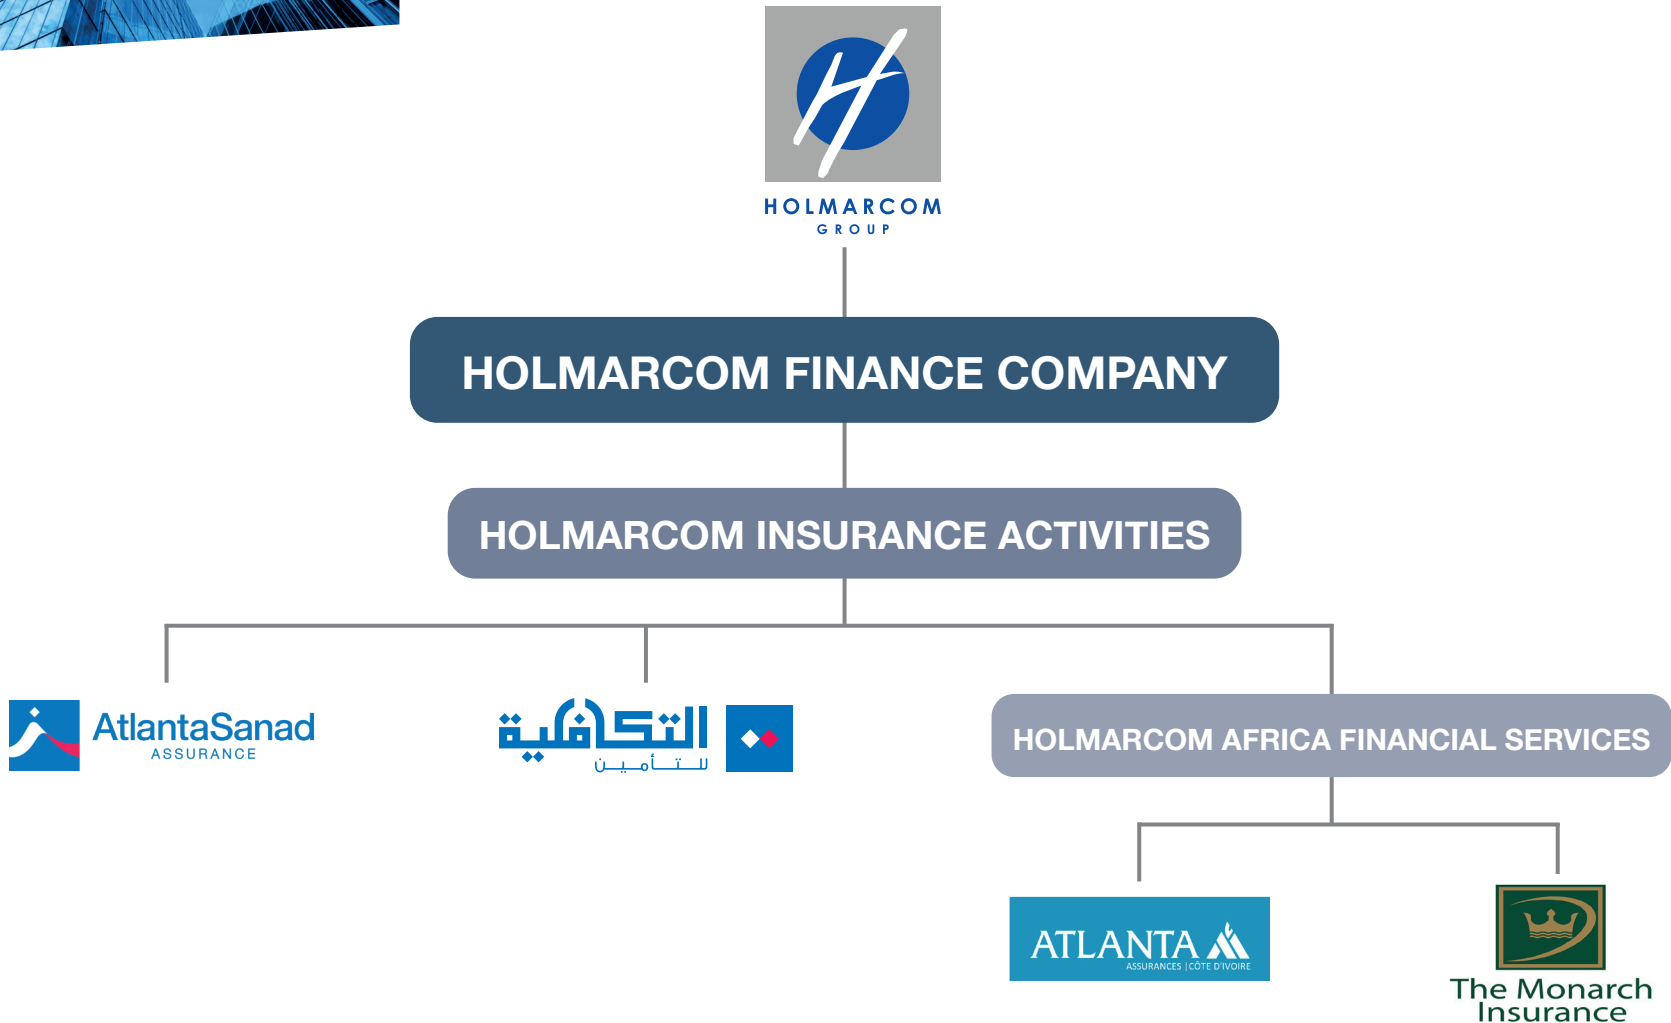 HOLMARCOM
GROUP
HOLMARCOM FINANCE COMPANY
HOLMARCOM INSURANCE ACTIVITIES
AtlantaSanad
ASSURANCE
التكافلية
للتأمين
HOLMARCOM AFRICA FINANCIAL SERVICES
ATLANTA
ASSURANCES | CÔTE D'IVOIRE
The Monarch
Insurance